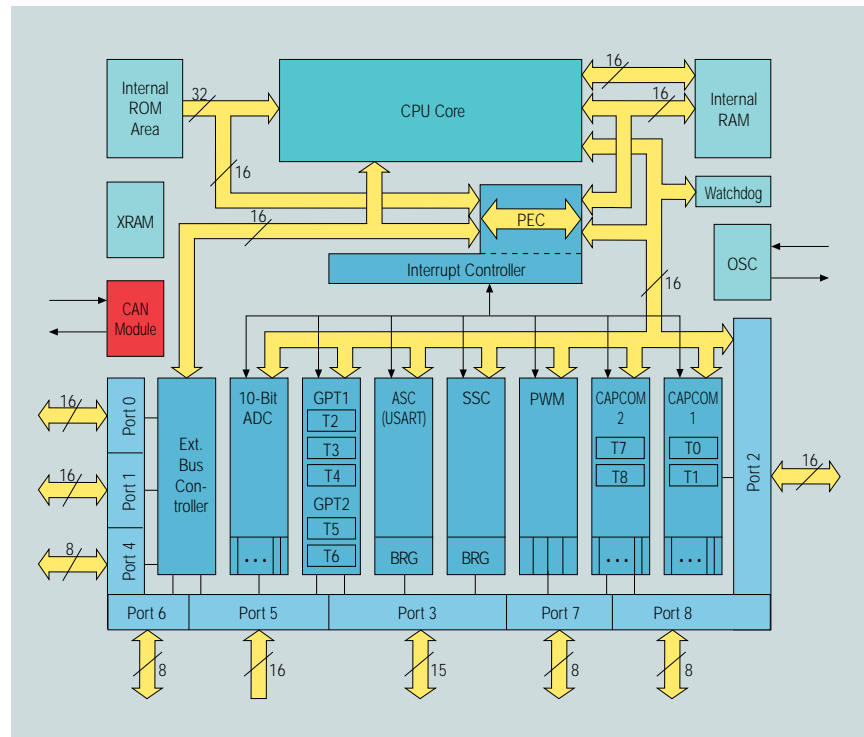 Internal
ROM
Area
32
CPU Core
16
16
Internal
RAM
16
XRAM
16
PEC
Watchdog
Interrupt Controller
16
OSC
CAN
Module
Port 0
16
Port 1
16
Port 4
8
Ext.
Bus
Con-
troller
10-Bit
ADC
...
GPT1
T2
T3
T4
GPT2
T5
T6
ASC
(USART)
BRG
SSC
BRG
PWM
CAPCOM
2
T7
T8
...
CAPCOM
1
T0
T1
...
Port 2
16
Port 6
Port 5
Port 3
Port 7
Port 8
8
16
15
8
8